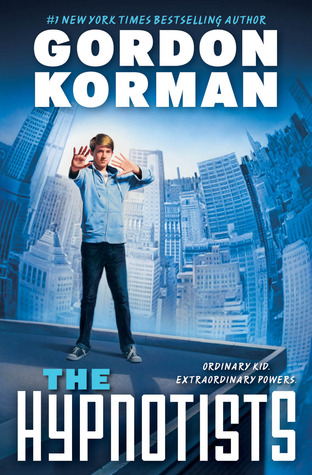 #1 NEW YORK TIMES BESTSELLING AUTHOR
GORDON
KORMAN
ORDINARY KID.
EXTRAORDINARY POWERS.
THE
HYPNOTISTS